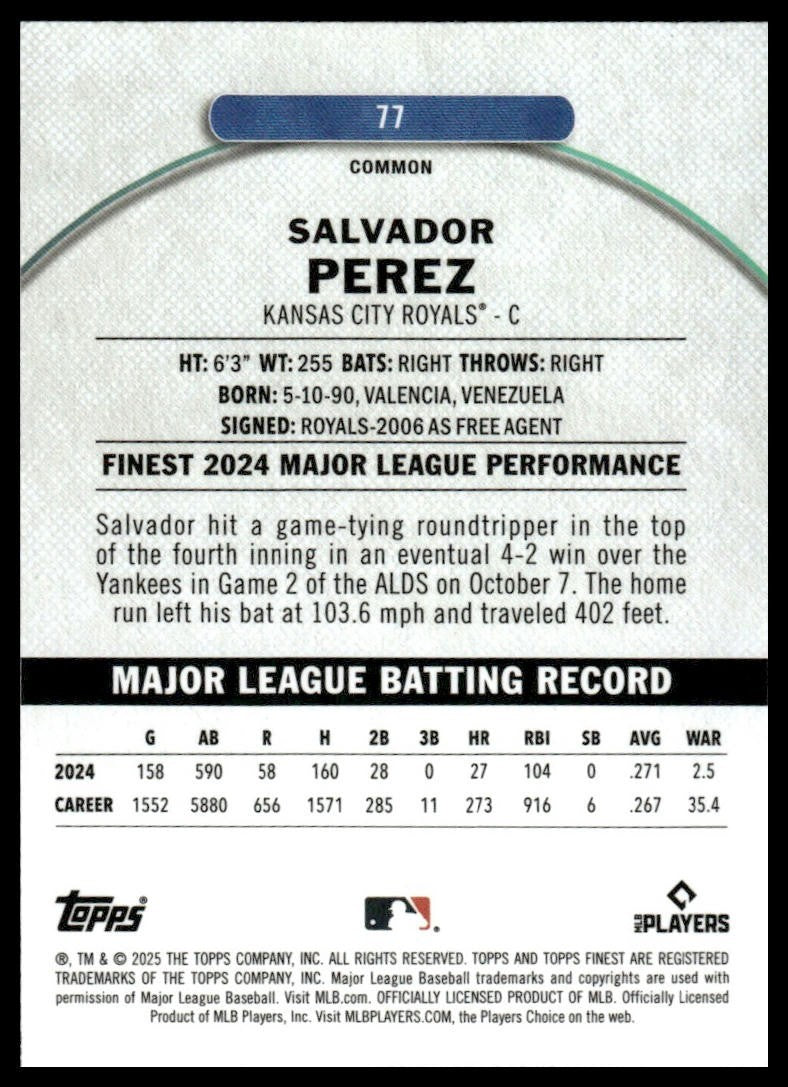 77
COMMON
SALVADOR
PEREZ
KANSAS CITY ROYALS® - C
HT: 6'3" WT: 255 BATS: RIGHT THROWS: RIGHT
BORN: 5-10-90, VALENCIA, VENEZUELA
SIGNED: ROYALS-2006 AS FREE AGENT
FINEST 2024 MAJOR LEAGUE PERFORMANCE
Salvador hit a game-tying roundtripper in the top
of the fourth inning in an eventual 4-2 win over the
Yankees in Game 2 of the ALDS on October 7. The home
run left his bat at 103.6 mph and traveled 402 feet.
MAJOR LEAGUE BATTING RECORD
G AB R H 2B 3B HR RBI SB AVG WAR
2024 158 590 58 160 28 0 27 104 0 .271 2.5
CAREER 1552 5880 656 1571 285 11 273 916 6 .267 35.4
Topps® MLB PLAYERS
®, TM & © 2025 THE TOPPS COMPANY, INC. ALL RIGHTS RESERVED. TOPPS AND TOPPS FINEST ARE REGISTERED
TRADEMARKS OF THE TOPPS COMPANY, INC. Major League Baseball trademarks and copyrights are used with
permission of Major League Baseball. Visit MLB.com. OFFICIALLY LICENSED PRODUCT OF MLB. Officially Licensed
Product of MLB Players, Inc. Visit MLBPLAYERS.COM, the Players Choice on the web.